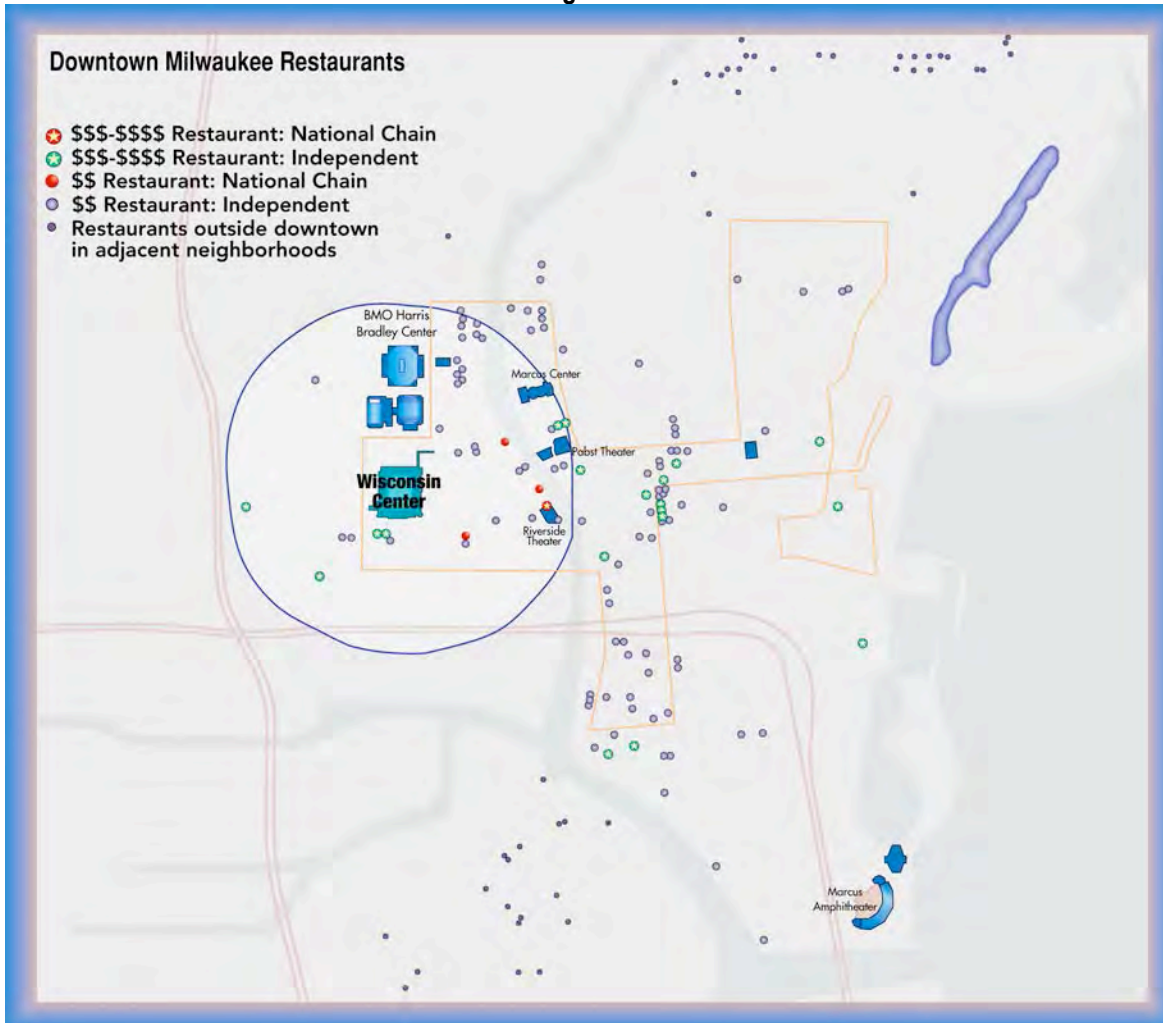 Downtown Milwaukee Restaurants
$$$-$$$$ Restaurant: National Chain
$$$-$$$$ Restaurant: Independent
$$ Restaurant: National Chain
$$ Restaurant: Independent
Restaurants outside downtown
in adjacent neighborhoods
BMO Harris
Bradley Center
Marcus Center
Pabst Theater
Wisconsin
Center
Riverside
Theater
Marcus
Amphitheater